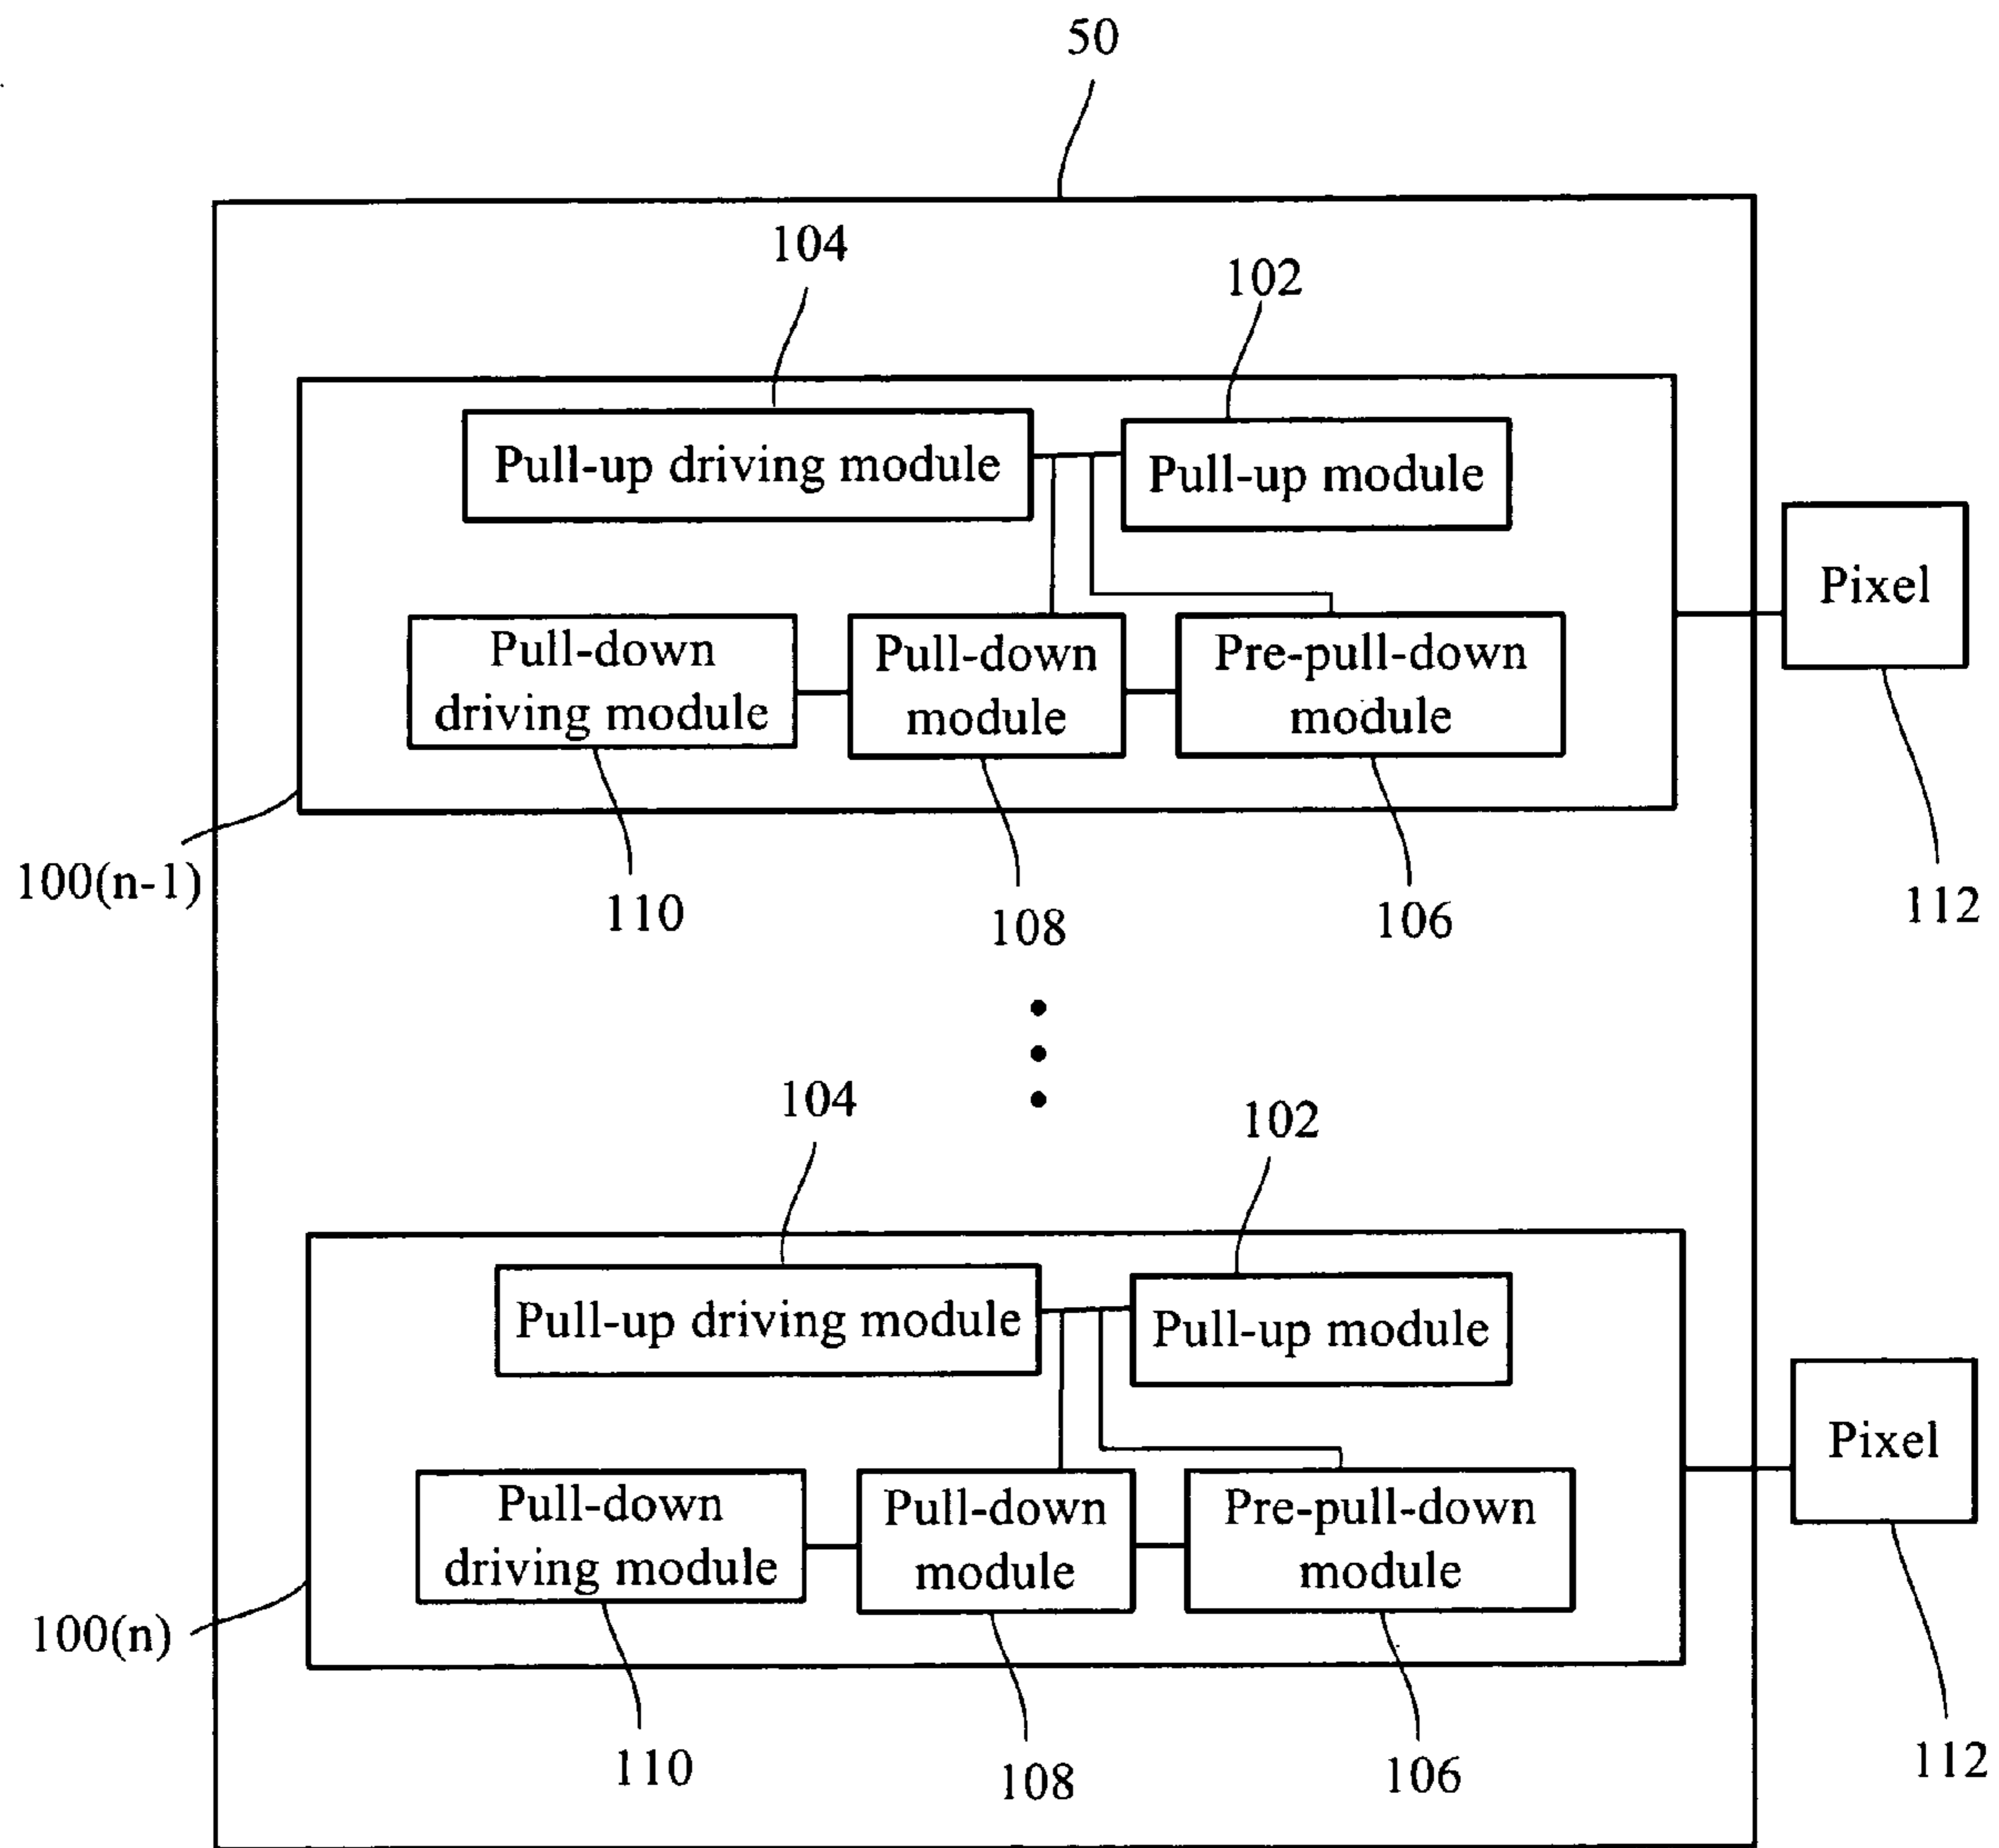 50
104
102
Pull-up driving module
Pull-up module
Pixel
Pull-down
driving module
Pull-down
module
Pre-pull-down
module
100(n-1)
110
108
106
112
104
102
Pull-up driving module
Pull-up module
Pixel
Pull-down
driving module
Pull-down
module
Pre-pull-down
module
100(n)
110
108
106
112